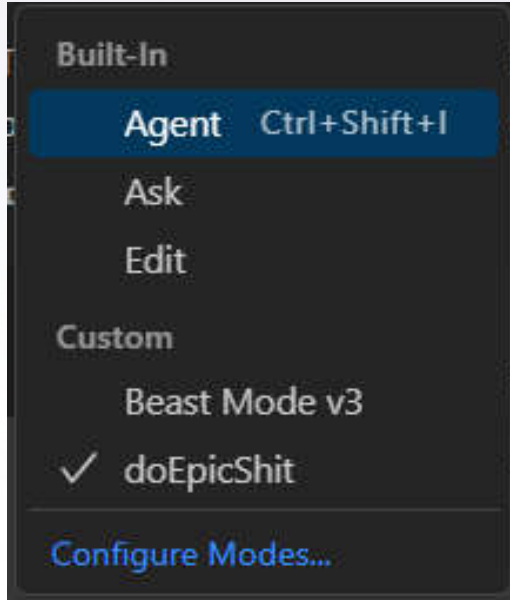 Built-In
Agent Ctrl+Shift+I
Ask
Edit
Custom
Beast Mode v3
doEpicShit
Configure Modes...